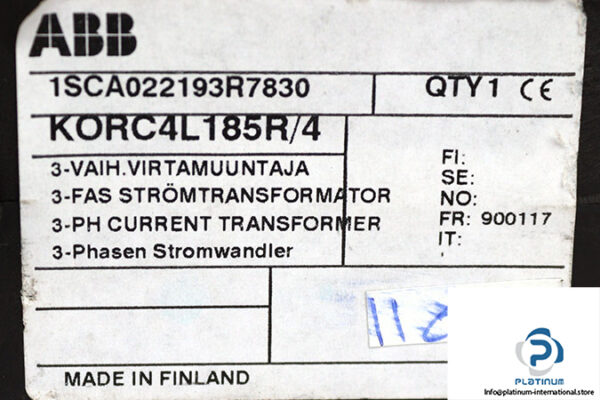 ABB
1SCA022193R7830 QTY 1 CE
KORC4L185R/4
3-VAIH.VIRTAMUUNTAJA
3-FAS STRÖMTRANSFORMATOR
3-PH CURRENT TRANSFORMER
3-Phasen Stromwandler
FI:
SE:
NO:
FR: 900117
IT:
MADE IN FINLAND
PLATINUM
https://platinum-international.store